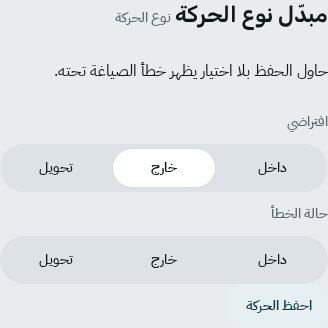 مبدّل نوع الحركة نوع الحركة
حاول الحفظ بلا اختيار يظهر خطأ الصياغة تحته.
افتراضي
داخل خارج تحويل
حالة الخطأ
داخل خارج تحويل
احفظ الحركة